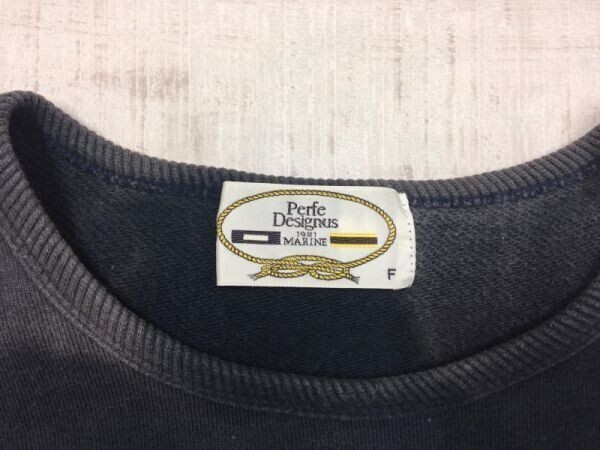 Perfe
Designus
1981
MARINE
F